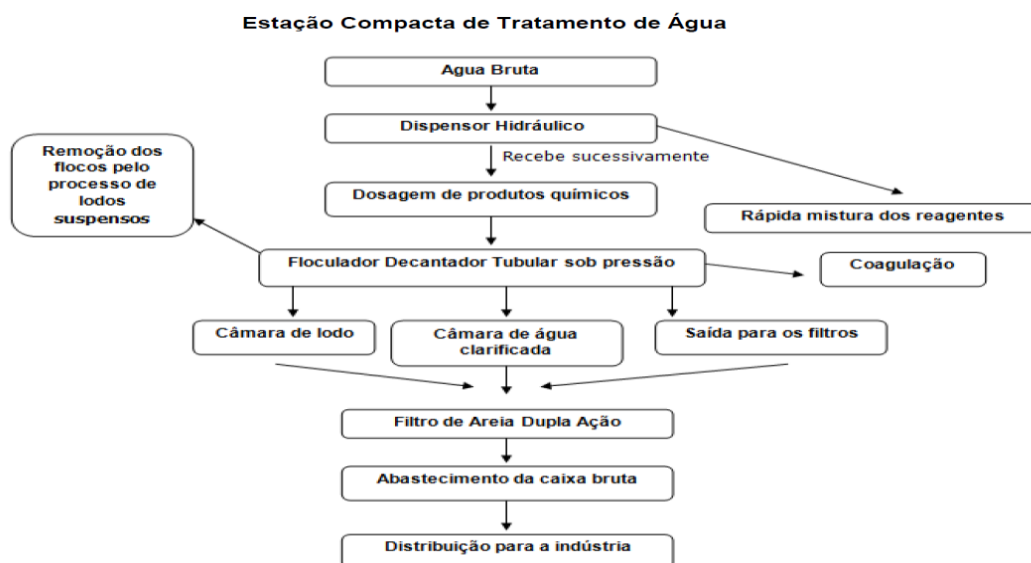 Estação Compacta de Tratamento de Água
Agua Bruta
Dispensor Hidráulico
Recebe sucessivamente
Remoção dos
flocos pelo
processo de
lodos
suspensos
Dosagem de produtos químicos
Rápida mistura dos reagentes
Floculador Decantador Tubular sob pressão
Coagulação
Câmara de lodo
Câmara de água
clarificada
Saída para os filtros
Filtro de Areia Dupla Ação
Abastecimento da caixa bruta
Distribuição para a indústria